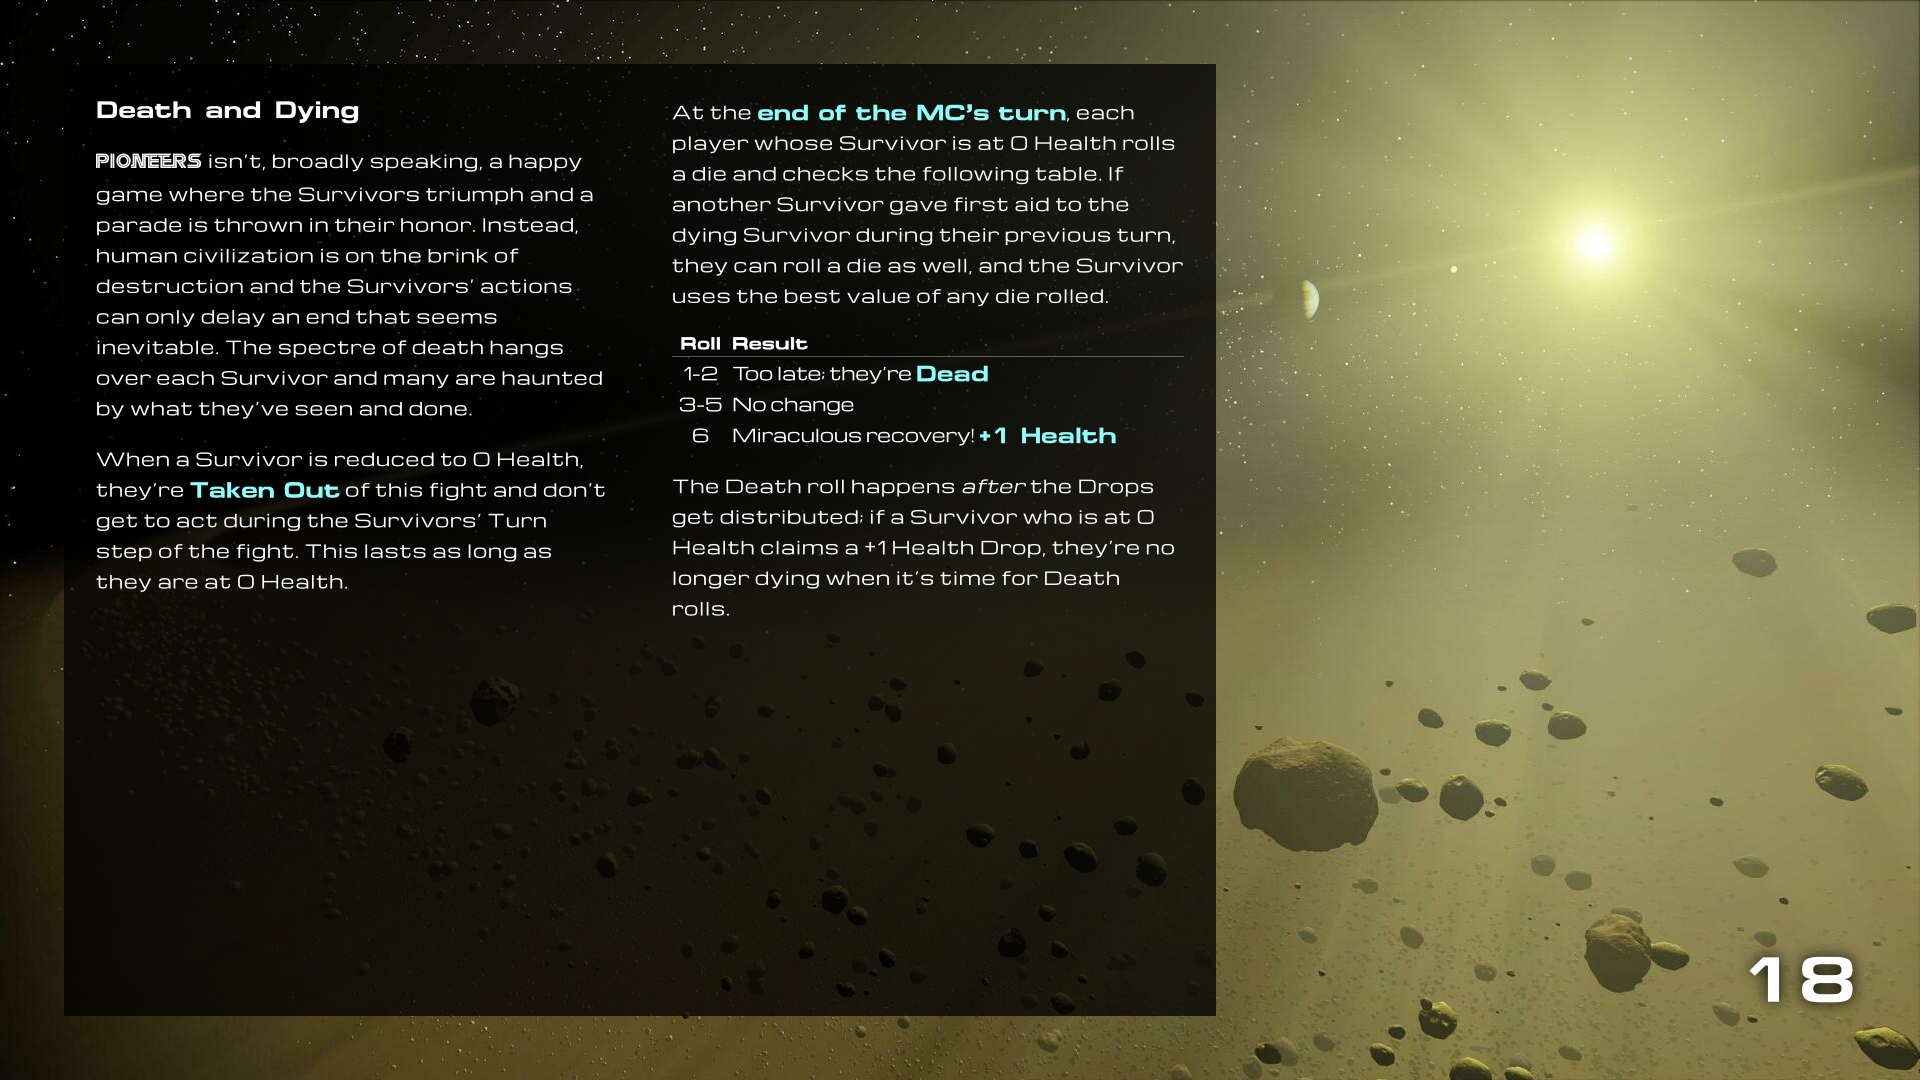 Death and Dying
PIONEERS isn't, broadly speaking, a happy
game where the Survivors triumph and a
parade is thrown in their honor. Instead,
human civilization is on the brink of
destruction and the Survivors' actions
can only delay an end that seems
inevitable. The spectre of death hangs
over each Survivor and many are haunted
by what they've seen and done.
When a Survivor is reduced to 0 Health,
they're Taken Out of this fight and don't
get to act during the Survivors' Turn
step of the fight. This lasts as long as
they are at 0 Health.
At the end of the MC's turn, each
player whose Survivor is at 0 Health rolls
a die and checks the following table. If
another Survivor gave first aid to the
dying Survivor during their previous turn,
they can roll a die as well, and the Survivor
uses the best value of any die rolled.
Roll Result
1-2 Too late; they're Dead
3-5 No change
6 Miraculous recovery! +1 Health
The Death roll happens after the Drops
get distributed; if a Survivor who is at 0
Health claims a +1 Health Drop, they're no
longer dying when it's time for Death
rolls.
18